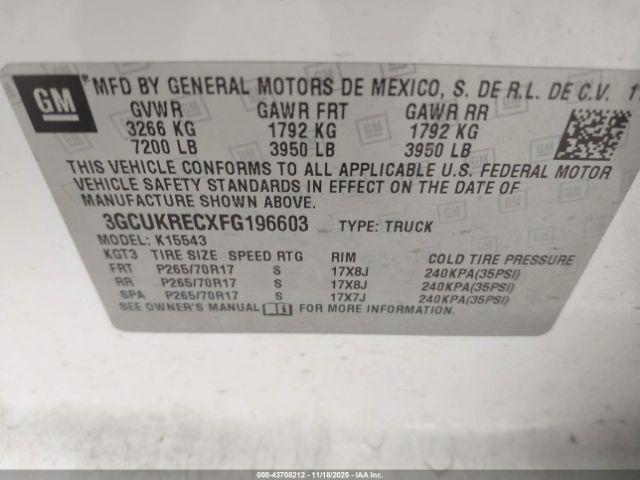 GM ® MFD BY GENERAL MOTORS DE MEXICO, S. DE R.L. DE C.V.
GVWR GAWR FRT GAWR RR
3266 KG 1792 KG 1792 KG
7200 LB 3950 LB 3950 LB
THIS VEHICLE CONFORMS TO ALL APPLICABLE U.S. FEDERAL MOTOR
VEHICLE SAFETY STANDARDS IN EFFECT ON THE DATE OF
MANUFACTURE SHOWN ABOVE.
3GCUKRECXFG196603 TYPE: TRUCK
MODEL: K15543
KGT3 TIRE SIZE SPEED RTG RIM COLD TIRE PRESSURE
FRT P265/70R17 S 17X8J 240KPA(35PSI)
RR P265/70R17 S 17X8J 240KPA(35PSI)
SPA P265/70R17 S 17X7J 240KPA(35PSI)
SEE OWNER'S MANUAL FOR MORE INFORMATION.
000-43708212 - 11/18/2025 - COPYRIGHT IAA, LLC